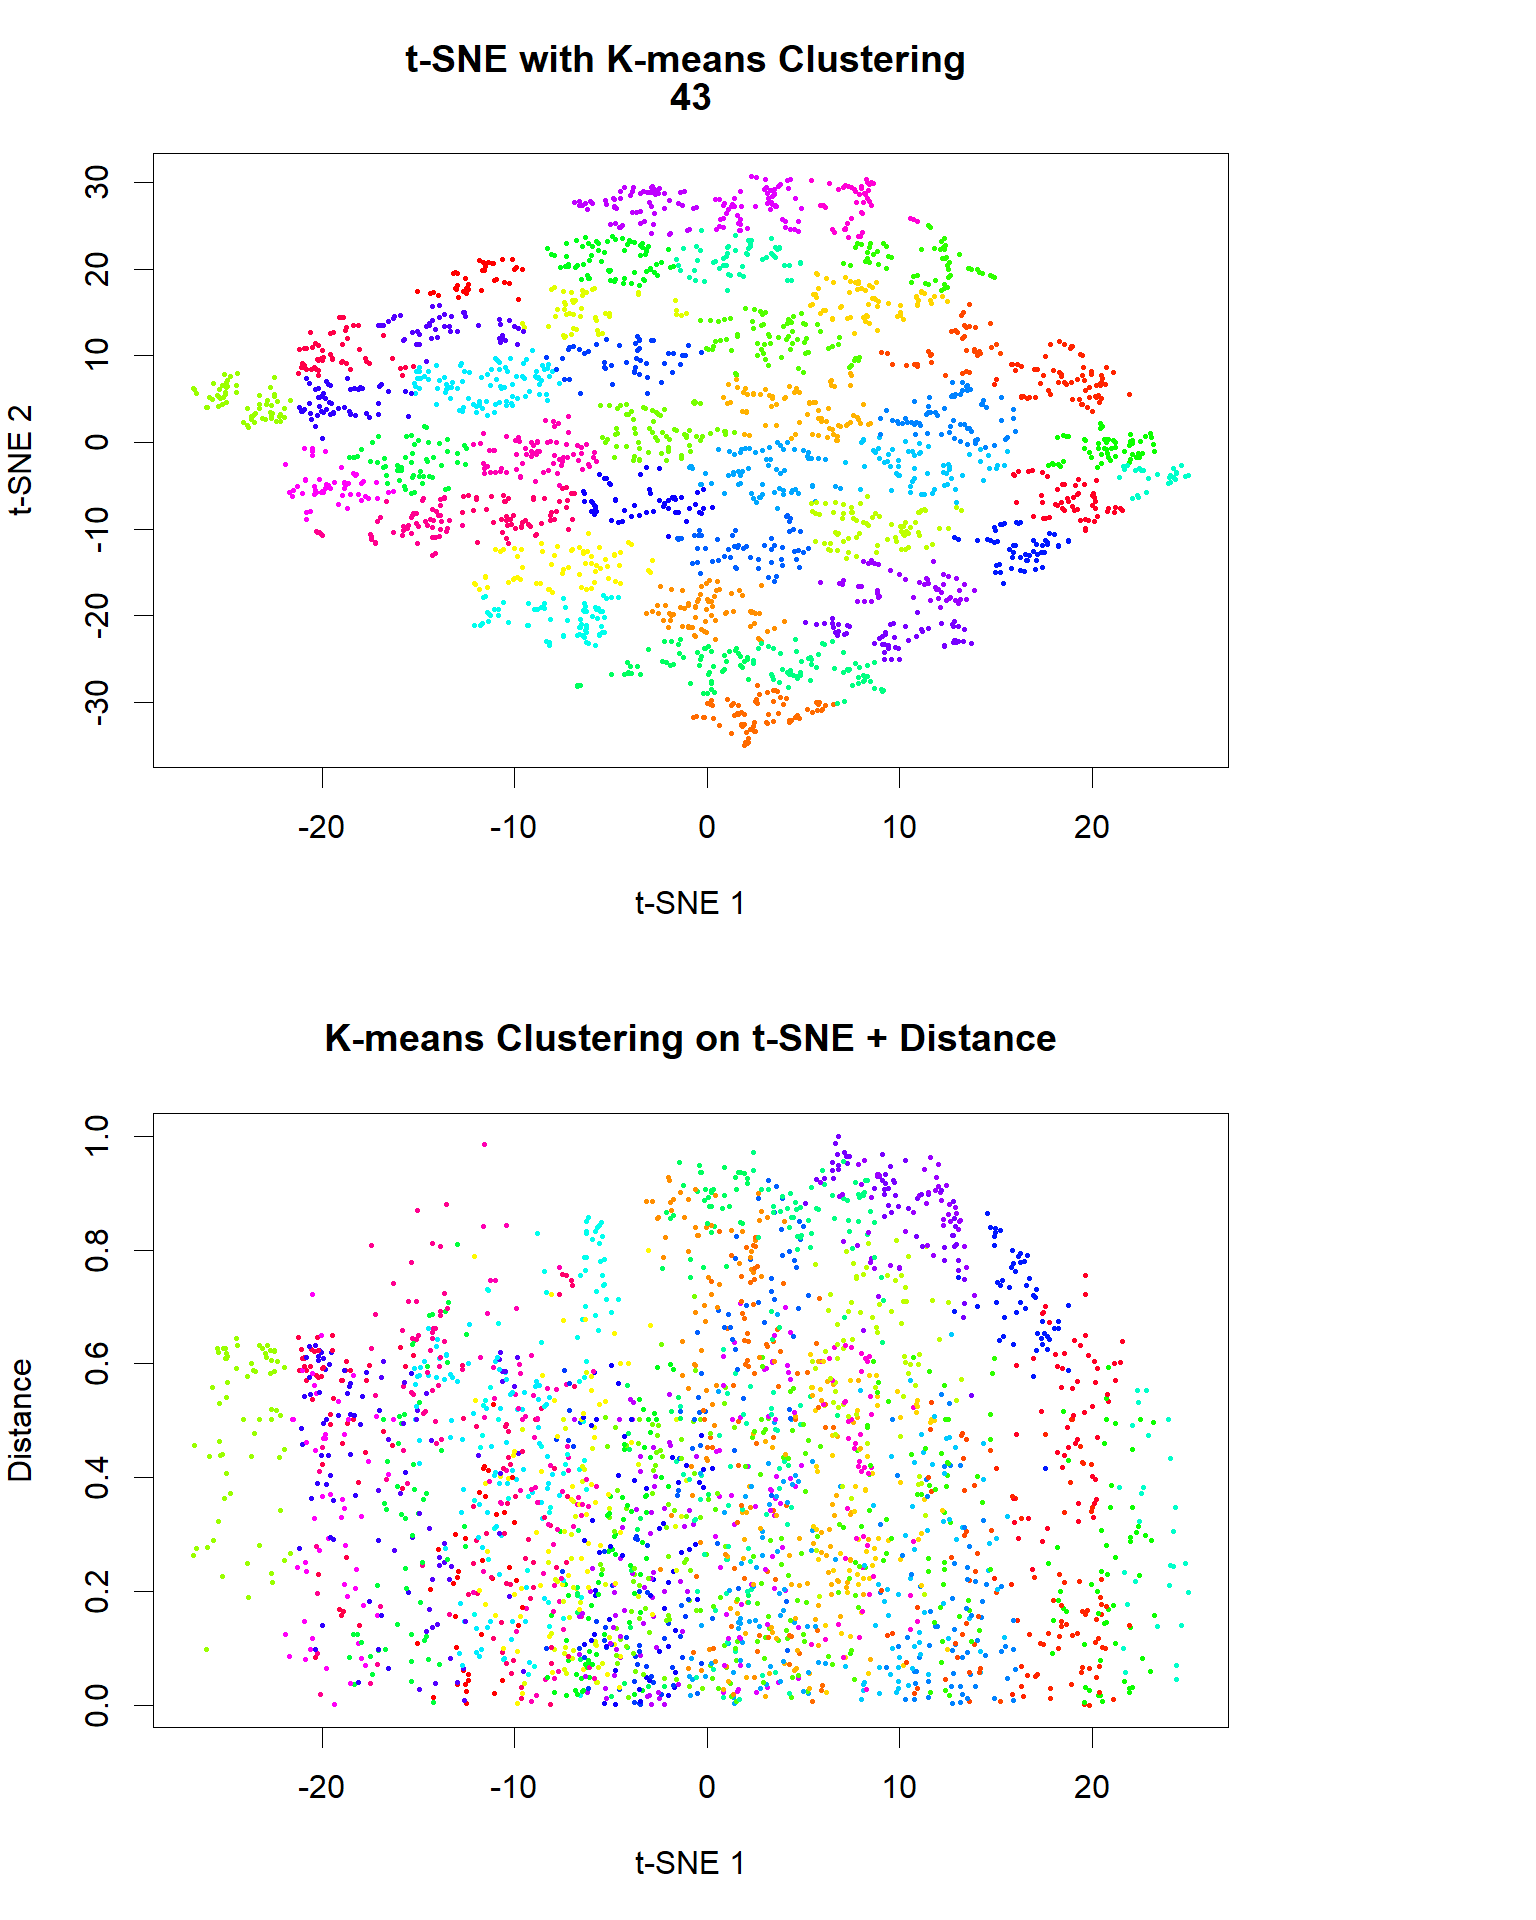 t-SNE with K-means Clustering
43
30
20
10
0
-10
-20
-30
t-SNE 2
-20 -10 0 10 20
t-SNE 1
K-means Clustering on t-SNE + Distance
1.0
0.8
0.6
0.4
0.2
0.0
Distance
-20 -10 0 10 20
t-SNE 1